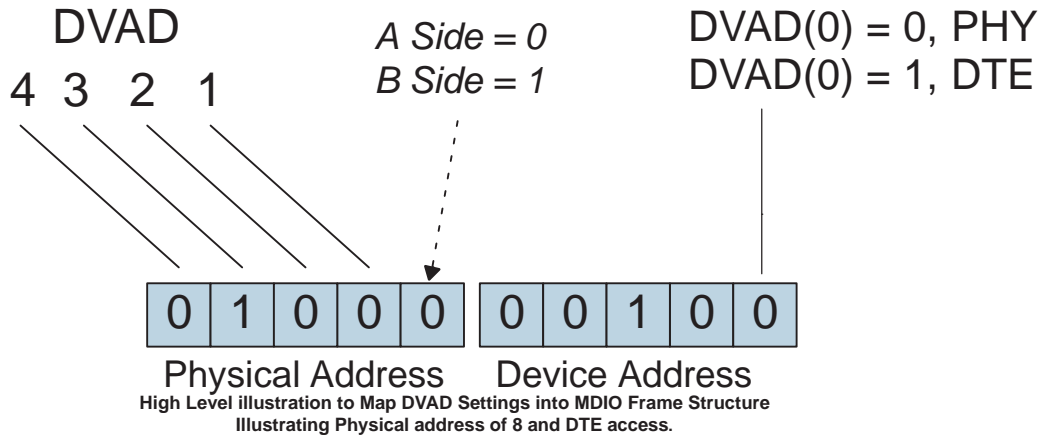 DVAD
4 3 2 1
A Side = 0
B Side = 1
DVAD(0) = 0, PHY
DVAD(0) = 1, DTE
0 1 0 0 0 0 0 1 0 0
Physical Address Device Address
High Level illustration to Map DVAD Settings into MDIO Frame Structure
Illustrating Physical address of 8 and DTE access.